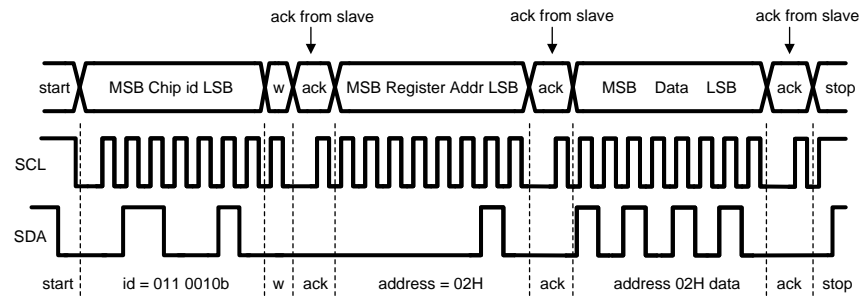 ack from slave ack from slave ack from slave
start MSB Chip id LSB w ack MSB Register Addr LSB ack MSB Data LSB ack stop
SCL
SDA
start id = 011 0010b w ack address = 02H ack address 02H data ack stop